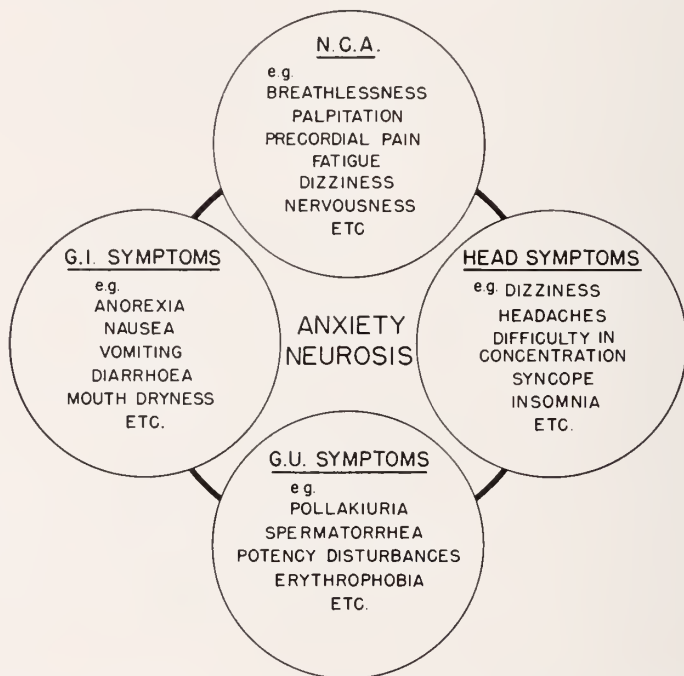 N.C.A.
e.g.
BREATHLESSNESS
PALPITATION
PRECORDIAL PAIN
FATIGUE
DIZZINESS
NERVOUSNESS
ETC
G.I. SYMPTOMS
e.g.
ANOREXIA
NAUSEA
VOMITING
DIARRHOEA
MOUTH DRYNESS
ETC.
ANXIETY
NEUROSIS
HEAD SYMPTOMS
e.g. DIZZINESS
HEADACHES
DIFFICULTY IN
CONCENTRATION
SYNCOPE
INSOMNIA
ETC.
G.U. SYMPTOMS
e.g.
POLLAKIURIA
SPERMATORRHEA
POTENCY DISTURBANCES
ERYTHROPHOBIA
ETC.